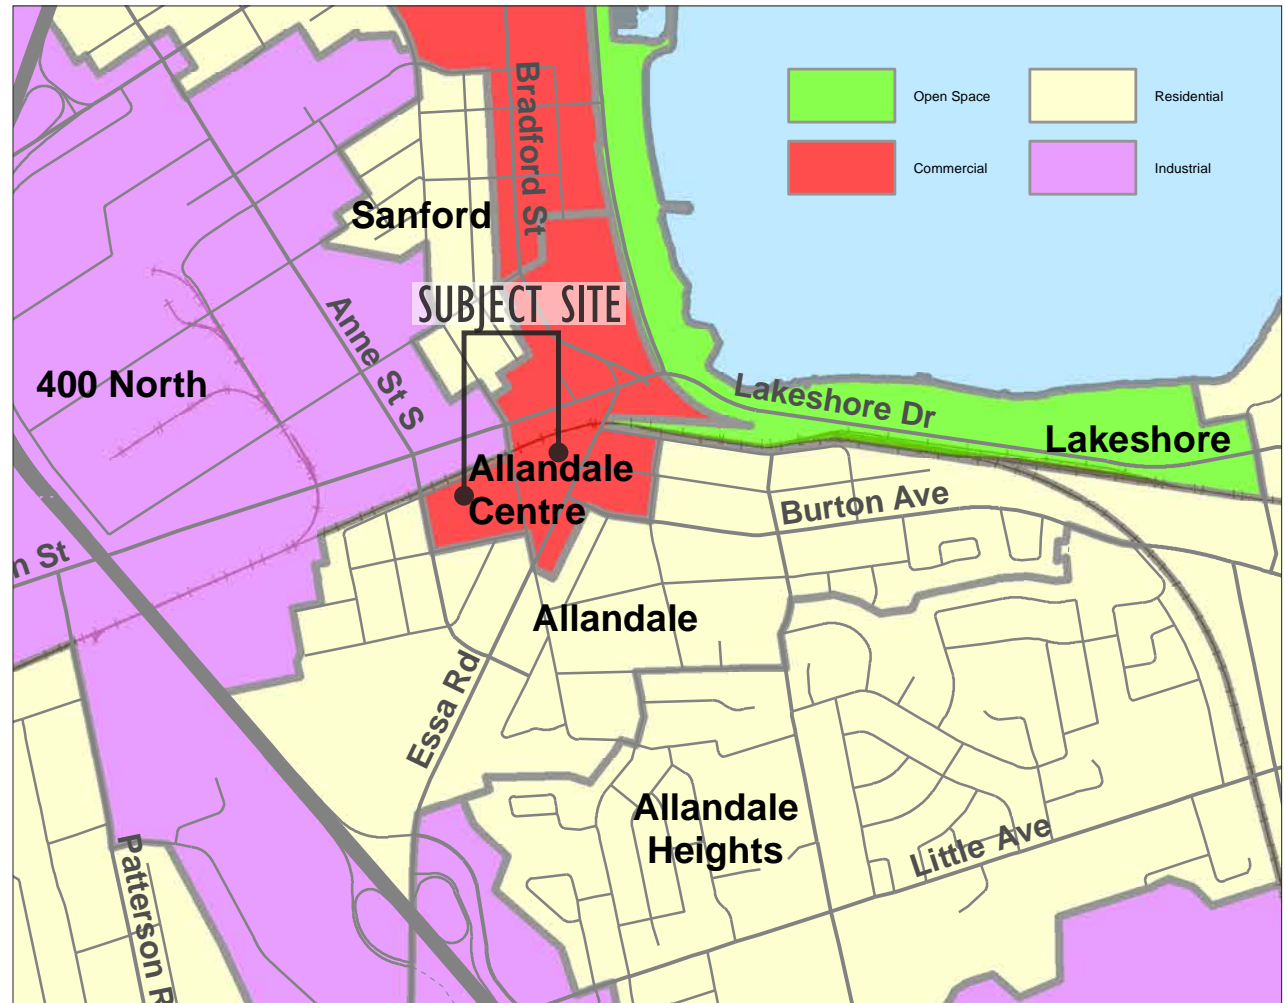 Open Space
Residential
Commercial
Industrial
Bradford St
Sanford
SUBJECT SITE
Anne St S
400 North
Lakeshore Dr
Lakeshore
Allandale
Centre
Burton Ave
n St
Allandale
Essa Rd
Allandale
Heights
Little Ave
Patterson R